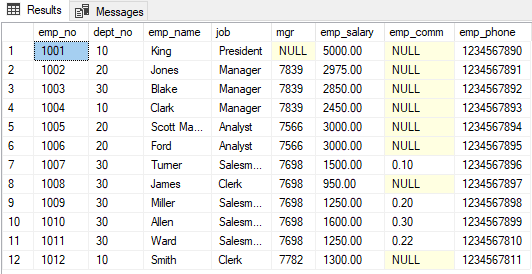 Results Messages
emp_no dept_no emp_name job mgr emp_salary emp_comm emp_phone
1 1001 10 King President NULL 5000.00 NULL 1234567890
2 1002 20 Jones Manager 7839 2975.00 NULL 1234567891
3 1003 30 Blake Manager 7839 2850.00 NULL 1234567892
4 1004 10 Clark Manager 7839 2450.00 NULL 1234567893
5 1005 20 Scott Ma... Analyst 7566 3000.00 NULL 1234567894
6 1006 20 Ford Analyst 7566 3000.00 NULL 1234567895
7 1007 30 Turner Salesm... 7698 1500.00 0.10 1234567896
8 1008 30 James Clerk 7698 950.00 NULL 1234567897
9 1009 30 Miller Salesm... 7698 1250.00 0.20 1234567898
10 1010 30 Allen Salesm... 7698 1600.00 0.30 1234567899
11 1011 30 Ward Salesm... 7698 1250.00 0.22 1234567810
12 1012 10 Smith Clerk 7782 1300.00 NULL 1234567811